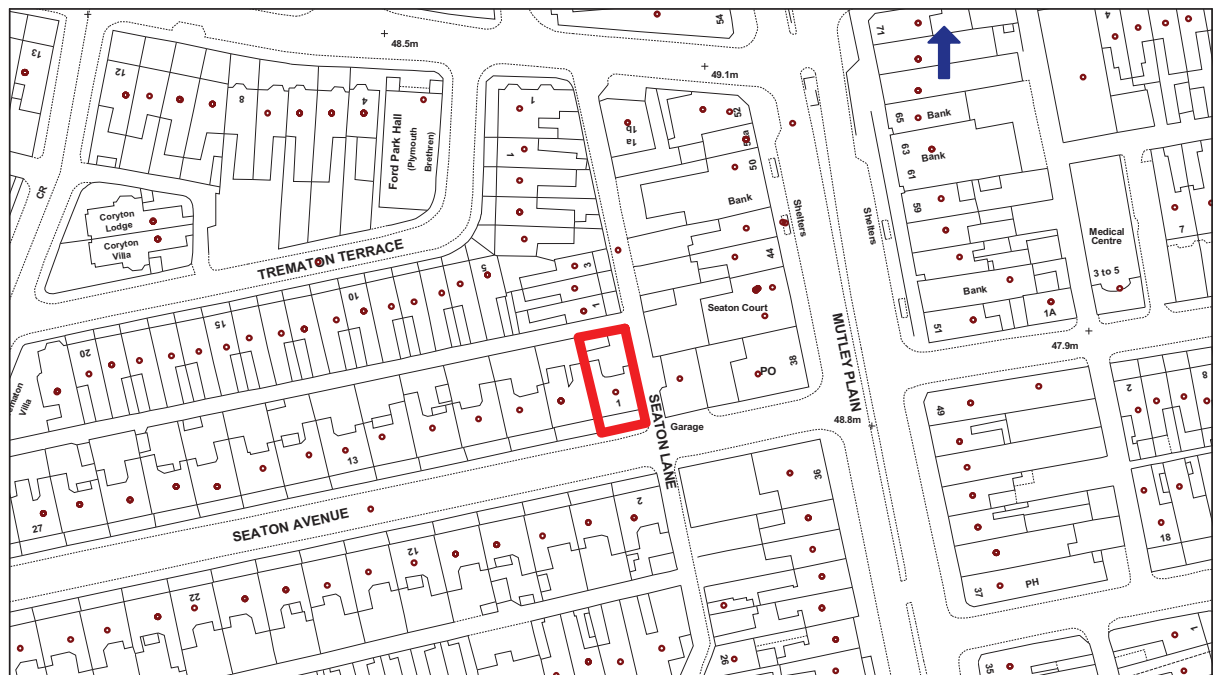 13
12
8
4
48.5m
Ford Park Hall
(Plymouth
Brethren)
1
1
1a
1b
54
49.1m
52
50
Bank
44
Shelters
Shelters
71
65
Bank
63
Bank
61
59
Bank
51
1A
4
Medical
Centre
3 to 5
7
47.9m
CR
Coryton
Lodge
Coryton
Villa
TREMATON TERRACE
5
3
1
10
15
20
Villa
Seaton Court
38
PO
MUTLEY PLAIN
48.8m
1
SEATON LANE
Garage
13
27
SEATON AVENUE
2
12
22
36
26
49
37
PH
2
8
18
35
1